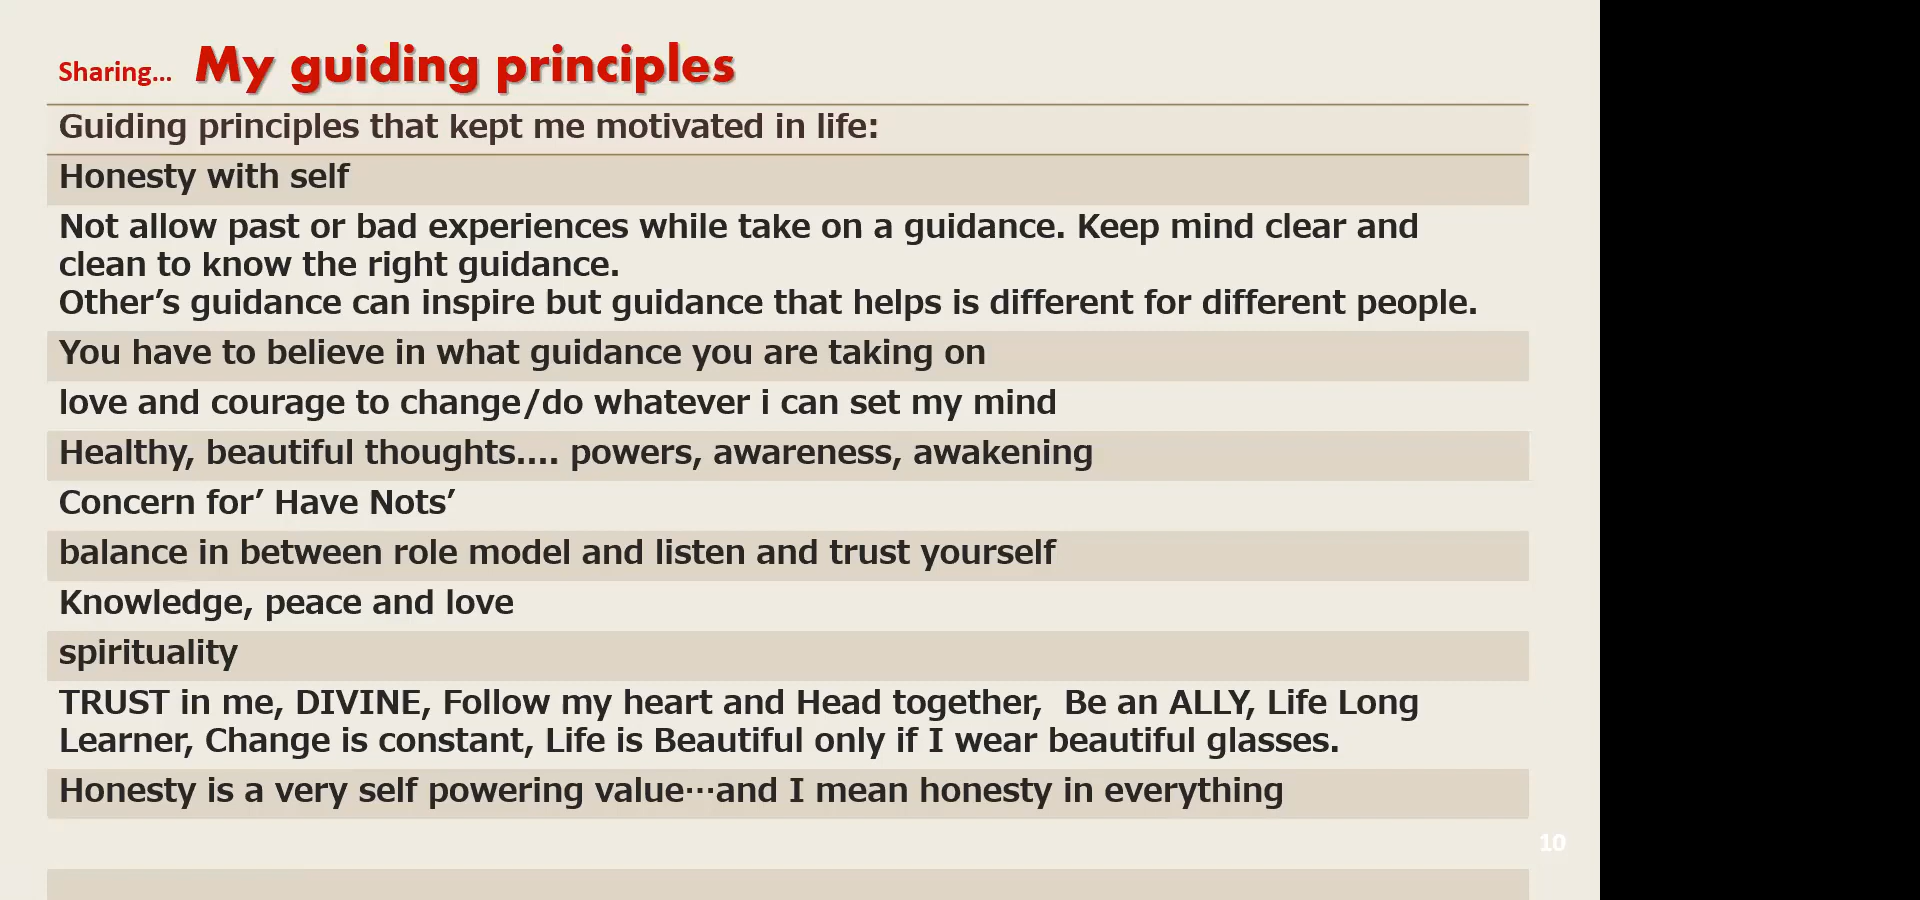 Sharing... My guiding principles
Guiding principles that kept me motivated in life:
Honesty with self
Not allow past or bad experiences while take on a guidance. Keep mind clear and
clean to know the right guidance.
Other’s guidance can inspire but guidance that helps is different for different people.
You have to believe in what guidance you are taking on
love and courage to change/do whatever i can set my mind
Healthy, beautiful thoughts.... powers, awareness, awakening
Concern for’ Have Nots’
balance in between role model and listen and trust yourself
Knowledge, peace and love
spirituality
TRUST in me, DIVINE, Follow my heart and Head together,  Be an ALLY, Life Long
Learner, Change is constant, Life is Beautiful only if I wear beautiful glasses.
Honesty is a very self powering value⋯and I mean honesty in everything
10